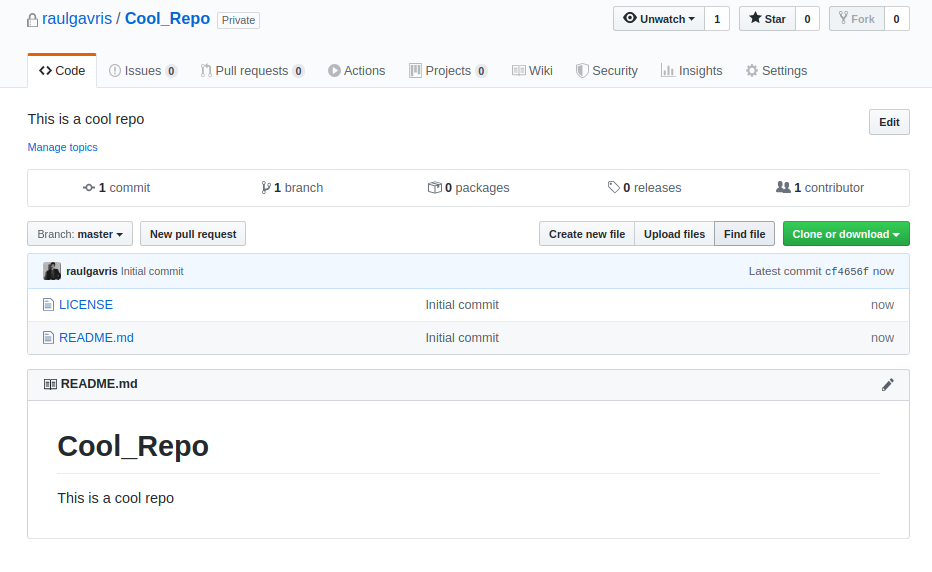 raulgavris / Cool_Repo Private Unwatch 1 Star 0 Fork 0
Code Issues 0 Pull requests 0 Actions Projects 0 Wiki Security Insights Settings
This is a cool repo Edit
Manage topics
1 commit 1 branch 0 packages 0 releases 1 contributor
Branch: master New pull request Create new file Upload files Find file Clone or download
raulgavris Initial commit Latest commit cf4656f now
LICENSE Initial commit now
README.md Initial commit now
README.md
Cool_Repo
This is a cool repo